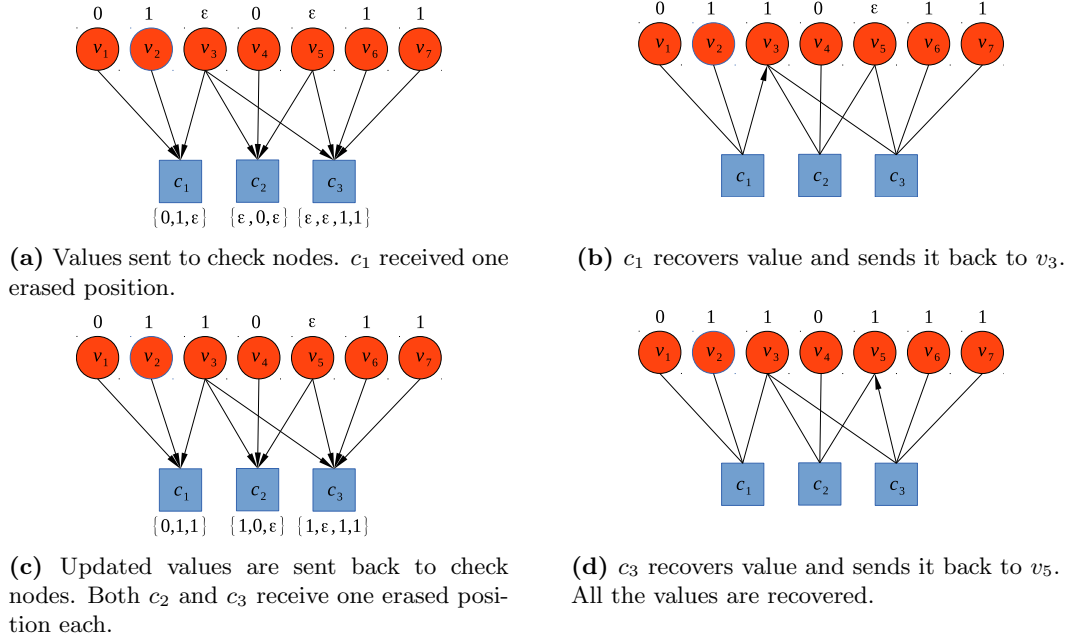 0 1 ε 0 ε 1 1
v1 v2 v3 v4 v5 v6 v7
c1 c2 c3
{0,1,ε} {ε,0,ε} {ε,ε,1,1}
(a) Values sent to check nodes. c1 received one
erased position.
0 1 1 0 ε 1 1
v1 v2 v3 v4 v5 v6 v7
c1 c2 c3
(b) c1 recovers value and sends it back to v3.
0 1 1 0 ε 1 1
v1 v2 v3 v4 v5 v6 v7
c1 c2 c3
{0,1,1} {1,0,ε} {1,ε,1,1}
(c) Updated values are sent back to check
nodes. Both c2 and c3 receive one erased posi-
tion each.
0 1 1 0 1 1 1
v1 v2 v3 v4 v5 v6 v7
c1 c2 c3
(d) c3 recovers value and sends it back to v5.
All the values are recovered.